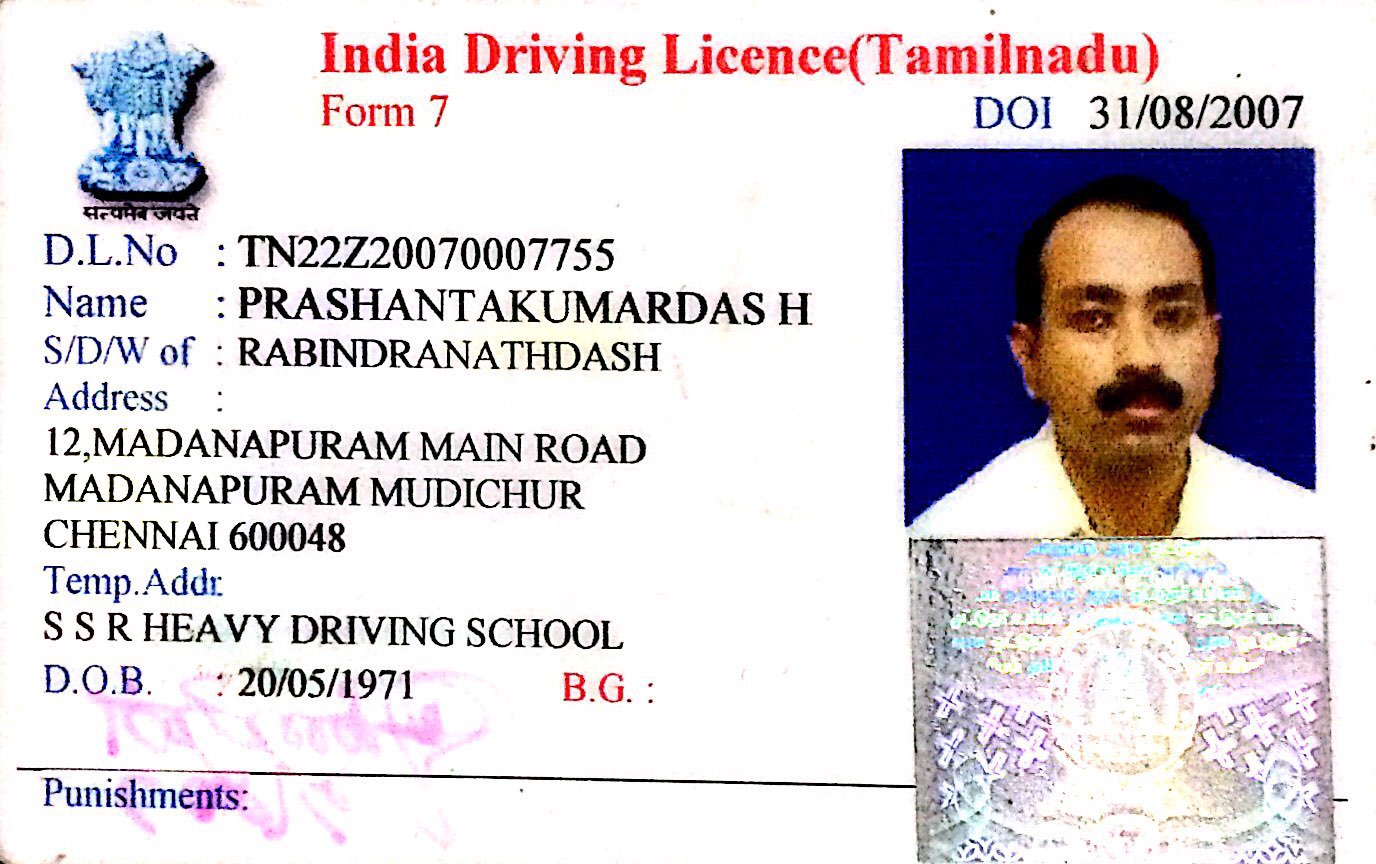 India Driving Licence(Tamilnadu)
Form 7
DOI 31/08/2007
सत्यमेव जयते
D.L.No : TN22Z20070007755
Name : PRASHANTAKUMARDAS H
S/D/W of : RABINDRANATHDASH
Address :
12,MADANAPURAM MAIN ROAD
MADANAPURAM MUDICHUR
CHENNAI 600048
Temp.Addr:
S S R HEAVY DRIVING SCHOOL
D.O.B. : 20/05/1971 B.G. :
Punishments: